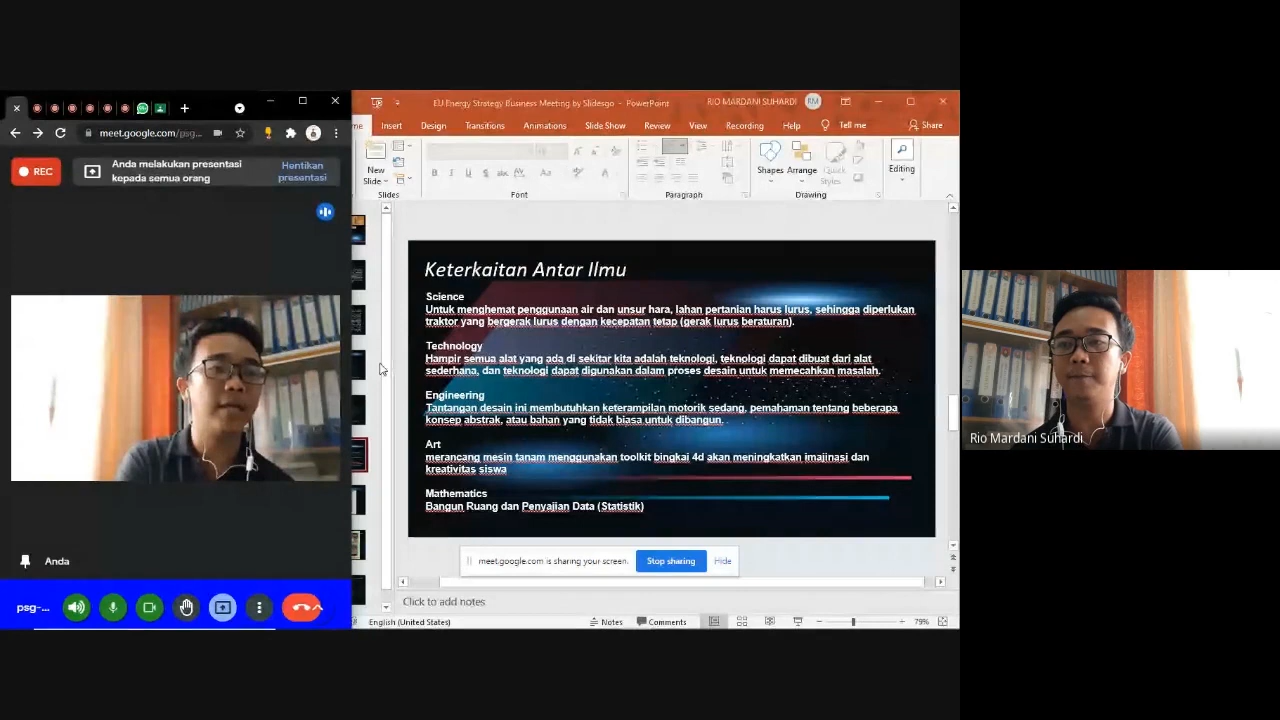 meet.google.com/psg...
REC
Anda melakukan presentasi
kepada semua orang
Hentikan
presentasi
Anda
psg-...
EU Energy Strategy Business Meeting by Slidesgo - PowerPoint
RIO MARDANI SUHARDI
RM
me
Insert
Design
Transitions
Animations
Slide Show
Review
View
Recording
Help
Tell me
Share
New
Slide
Shapes
Arrange
Quick
Styles
Editing
Slides
Font
Paragraph
Drawing
Keterkaitan Antar Ilmu
Science
Untuk menghemat penggunaan air dan unsur hara, lahan pertanian harus lurus, sehingga diperlukan
traktor yang bergerak lurus dengan kecepatan tetap (gerak lurus beraturan).
Technology
Hampir semua alat yang ada di sekitar kita adalah teknologi, teknologi dapat dibuat dari alat
sederhana, dan teknologi dapat digunakan dalam proses desain untuk memecahkan masalah.
Engineering
Tantangan desain ini membutuhkan keterampilan motorik sedang, pemahaman tentang beberapa
konsep abstrak, atau bahan yang tidak biasa untuk dibangun.
Art
merancang mesin tanam menggunakan toolkit bingkai 4d akan meningkatkan imajinasi dan
kreativitas siswa
Mathematics
Bangun Ruang dan Penyajian Data (Statistik)
meet.google.com is sharing your screen.
Stop sharing
Hide
Click to add notes
English (United States)
Notes
Comments
79%
Rio Mardani Suhardi